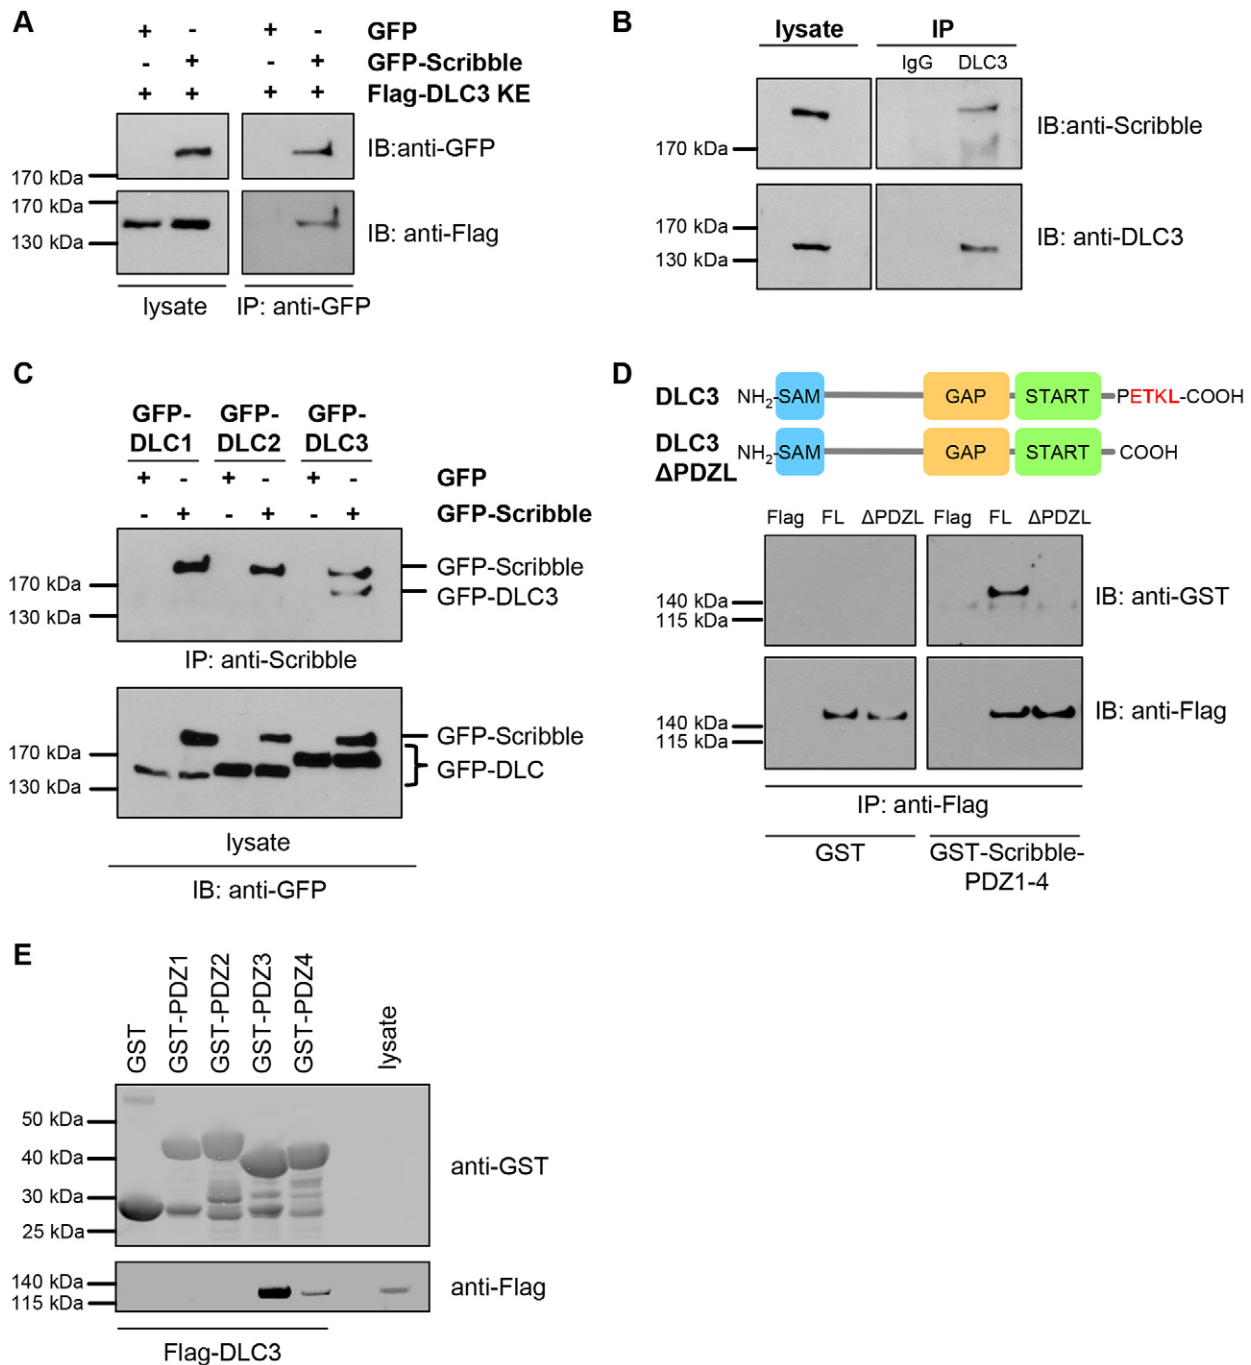 A
+ - + - GFP
- + - + GFP-Scribble
+ + + + Flag-DLC3 KE
170 kDa
IB:anti-GFP
170 kDa
130 kDa
IB: anti-Flag
lysate IP: anti-GFP
B
lysate IP
IgG DLC3
170 kDa
IB:anti-Scribble
170 kDa
130 kDa
IB: anti-DLC3
C
GFP- GFP- GFP-
DLC1 DLC2 DLC3
+ - + - + - GFP
- + - + - + GFP-Scribble
170 kDa
130 kDa
GFP-Scribble
GFP-DLC3
IP: anti-Scribble
170 kDa
130 kDa
GFP-Scribble
GFP-DLC
lysate
IB: anti-GFP
D
DLC3 NH2-SAM GAP START PETKL-COOH
DLC3 NH2-SAM GAP START COOH
ΔPDZL
Flag FL ΔPDZL Flag FL ΔPDZL
140 kDa
115 kDa
IB: anti-GST
140 kDa
115 kDa
IB: anti-Flag
IP: anti-Flag
GST GST-Scribble-
PDZ1-4
E
GST GST-PDZ1 GST-PDZ2 GST-PDZ3 GST-PDZ4 lysate
50 kDa
40 kDa
30 kDa
25 kDa
anti-GST
140 kDa
115 kDa
anti-Flag
Flag-DLC3